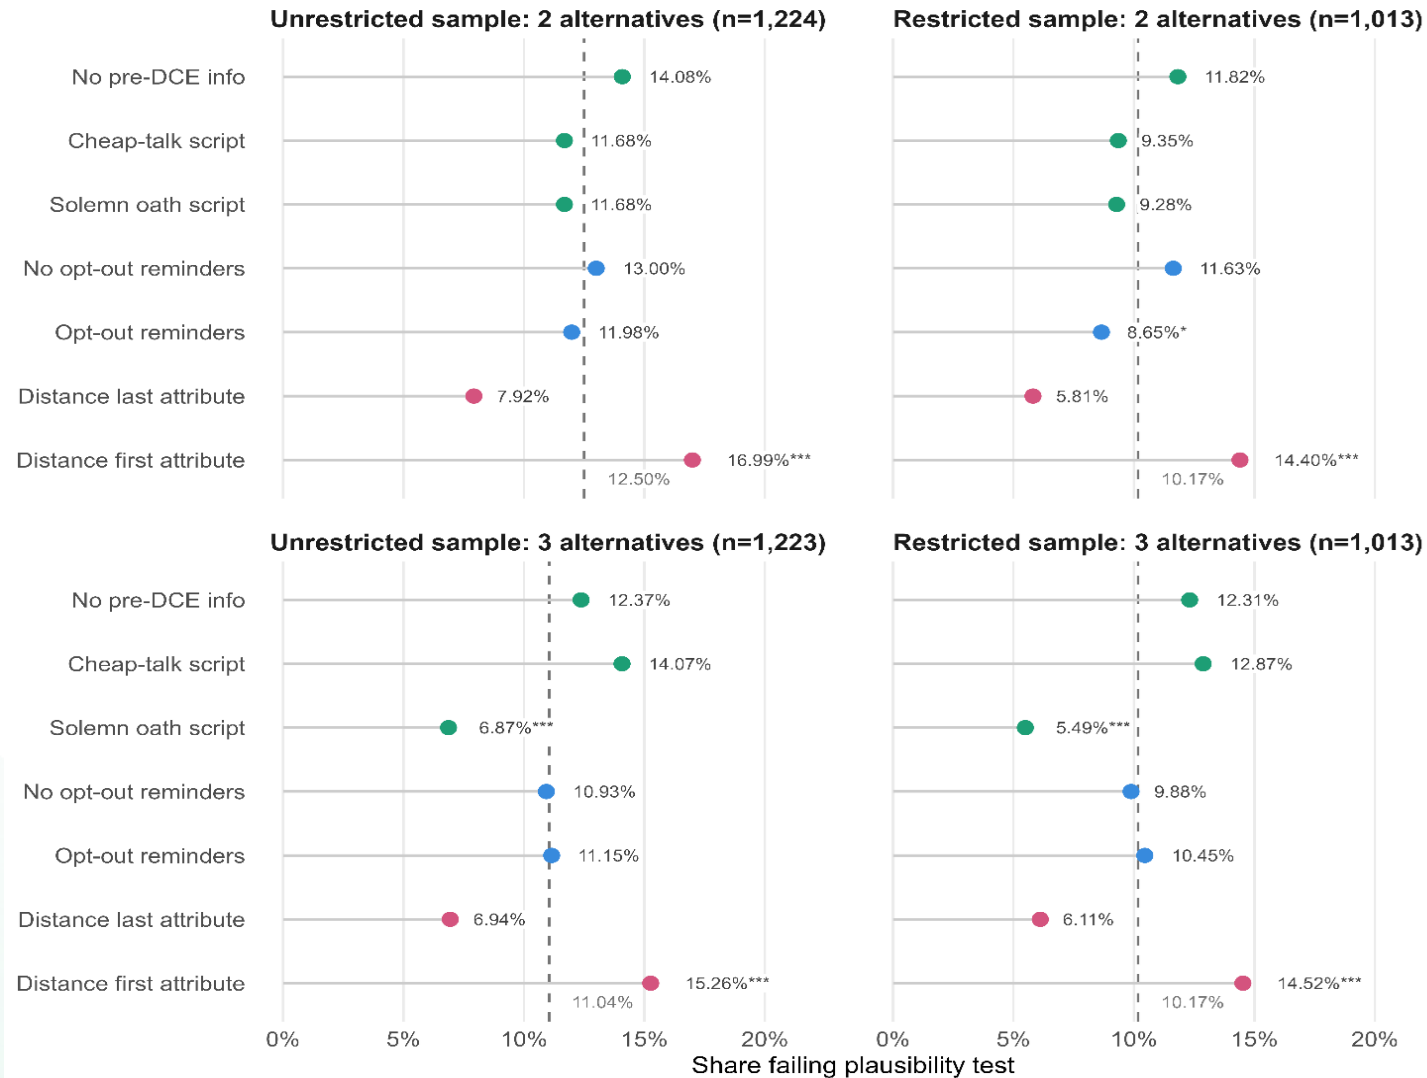 Unrestricted sample: 2 alternatives (n=1,224)
No pre-DCE info 14.08%
Cheap-talk script 11.68%
Solemn oath script 11.68%
No opt-out reminders 13.00%
Opt-out reminders 11.98%
Distance last attribute 7.92%
Distance first attribute 16.99%***
12.50%
Restricted sample: 2 alternatives (n=1,013)
11.82%
9.35%
9.28%
11.63%
8.65%*
5.81%
14.40%***
10.17%
Unrestricted sample: 3 alternatives (n=1,223)
No pre-DCE info 12.37%
Cheap-talk script 14.07%
Solemn oath script 6.87%***
No opt-out reminders 10.93%
Opt-out reminders 11.15%
Distance last attribute 6.94%
Distance first attribute 15.26%***
11.04%
0% 5% 10% 15% 20%
Restricted sample: 3 alternatives (n=1,013)
12.31%
12.87%
5.49%***
9.88%
10.45%
6.11%
14.52%***
10.17%
0% 5% 10% 15% 20%
Share failing plausibility test